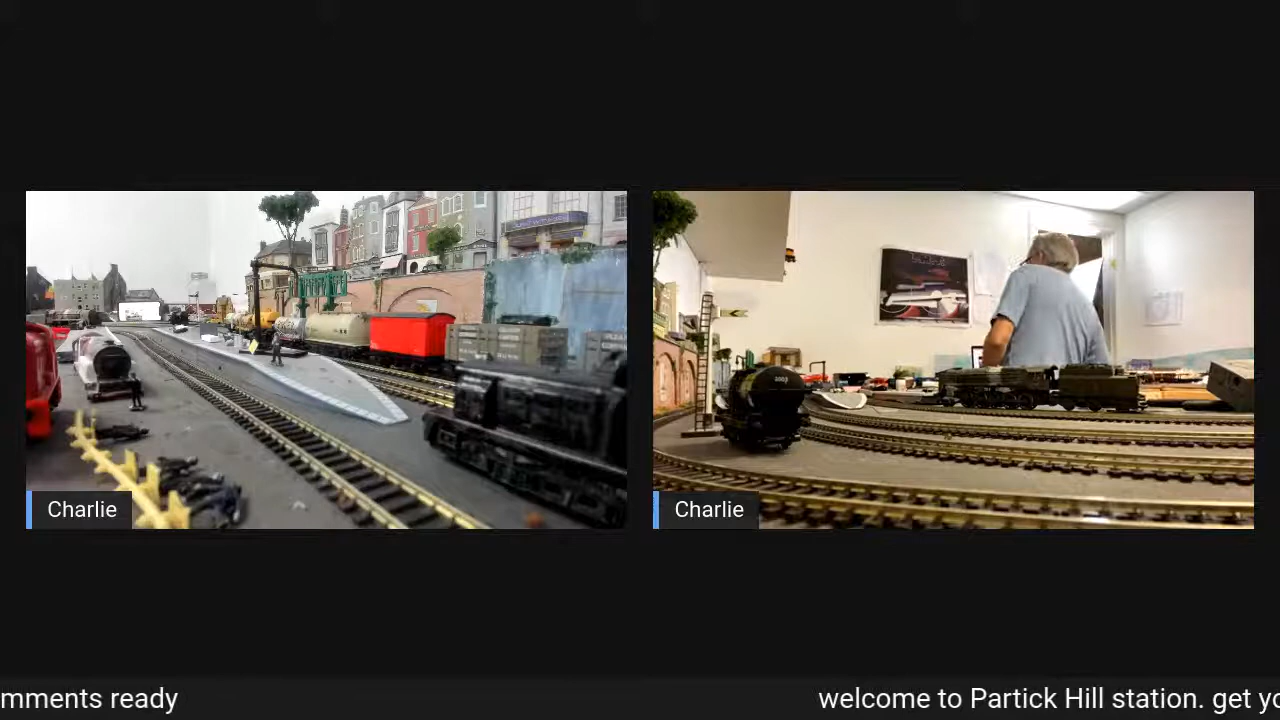 Charlie
Charlie
mments ready
welcome to Partick Hill station. get yo